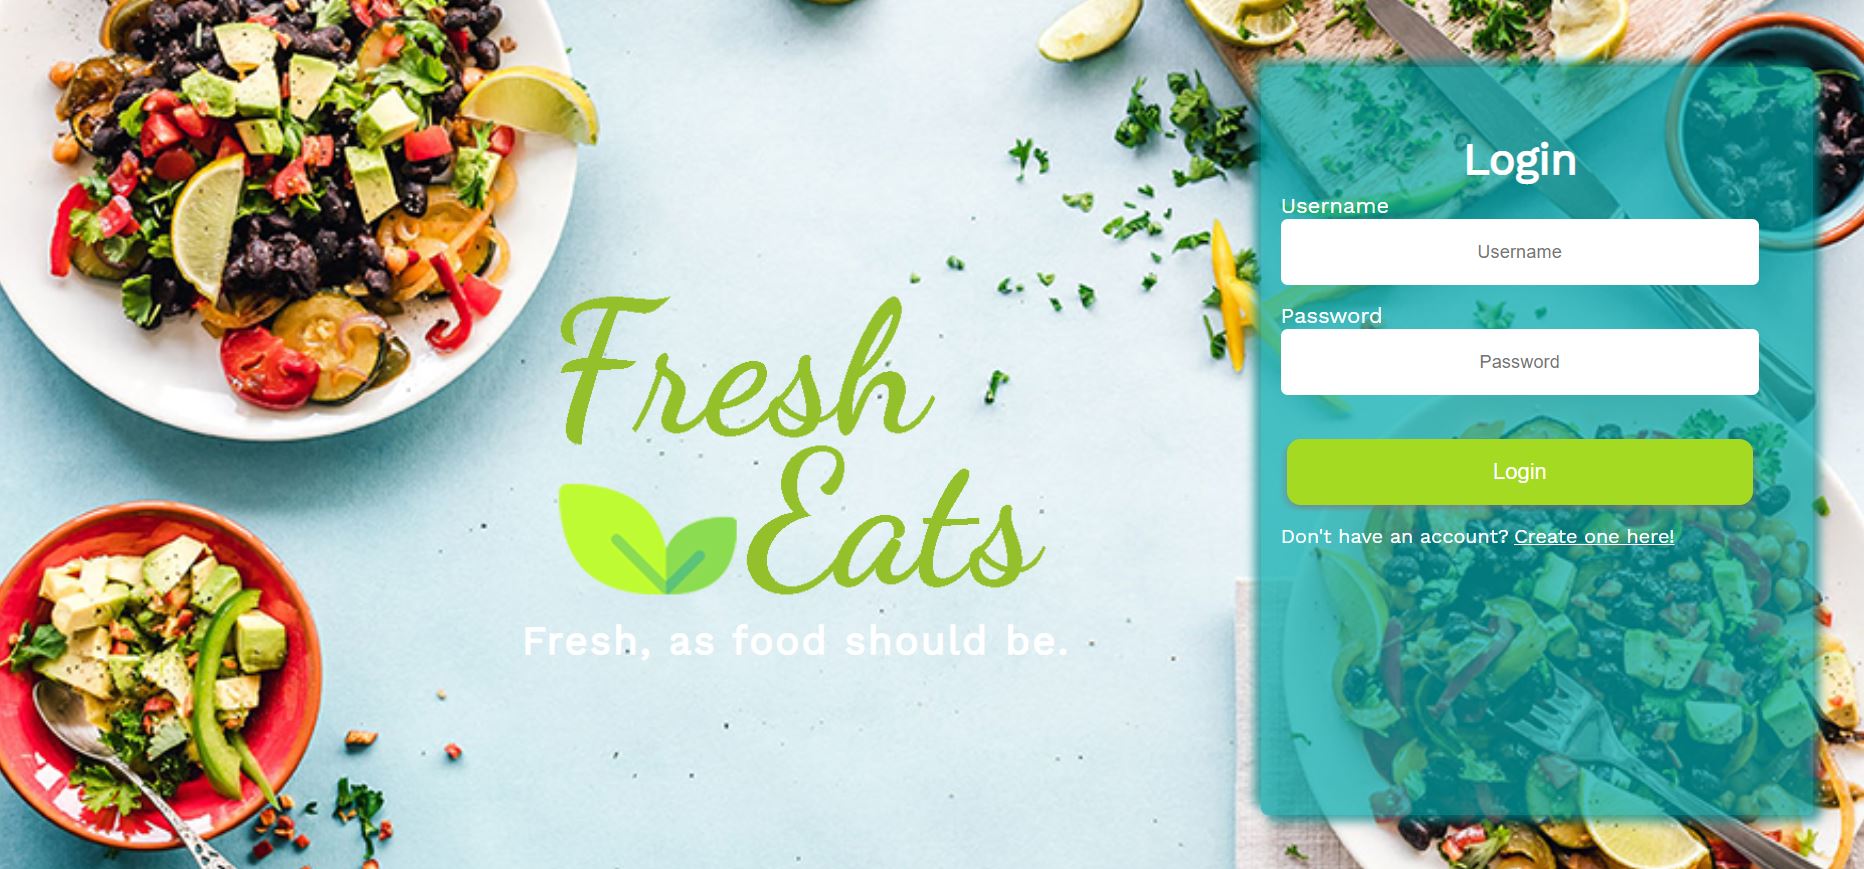 Fresh
Eats
Fresh, as food should be.
Login
Username
Username
Password
Password
Login
Don't have an account? Create one here!